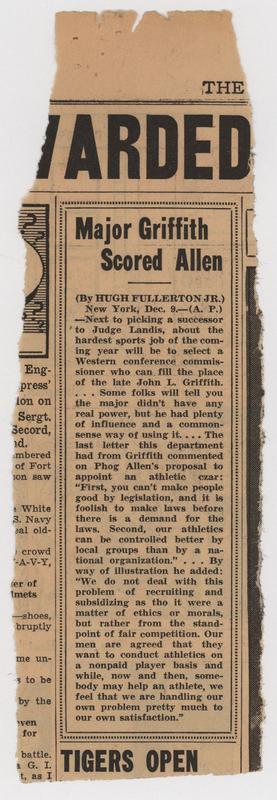 THE
WARDED
Major Griffith
Scored Allen
(By HUGH FULLERTON JR.)
New York, Dec. 9.—(A. P.)
—Next to picking a successor
to Judge Landis, about the
hardest sports job of the com-
ing year will be to select a
Western conference commis-
sioner who can fill the place
of the late John L. Griffith.
. . . Some folks will tell you
the major didn't have any
real power, but he had plenty
of influence and a common-
sense way of using it. . . . The
last letter this department
had from Griffith commented
on Phog Allen's proposal to
appoint an athletic czar:
"First, you can't make people
good by legislation, and it is
foolish to make laws before
there is a demand for the
laws. Second, our athletics
can be controlled better by
local groups than by a na-
tional organization." . . . By
way of illustration he added:
"We do not deal with this
problem of recruiting and
subsidizing as tho it were a
matter of ethics or morals,
but rather from the stand-
point of fair competition. Our
men are agreed that they
want to conduct athletics on
a nonpaid player basis and
while, now and then, some-
body may help an athlete, we
feel that we are handling our
own problem pretty much to
our own satisfaction."
TIGERS OPEN
Eng-
press'
ion on
Sergt.
Second,
nd.
mbered
of Fort
on saw
White
S. Navy
eal old-
crowd
-A-V-Y,
er of
lmets
—shoes,
bruptly
me un-
s to be
by the
even
for
battle.
a G. I.
t, as I